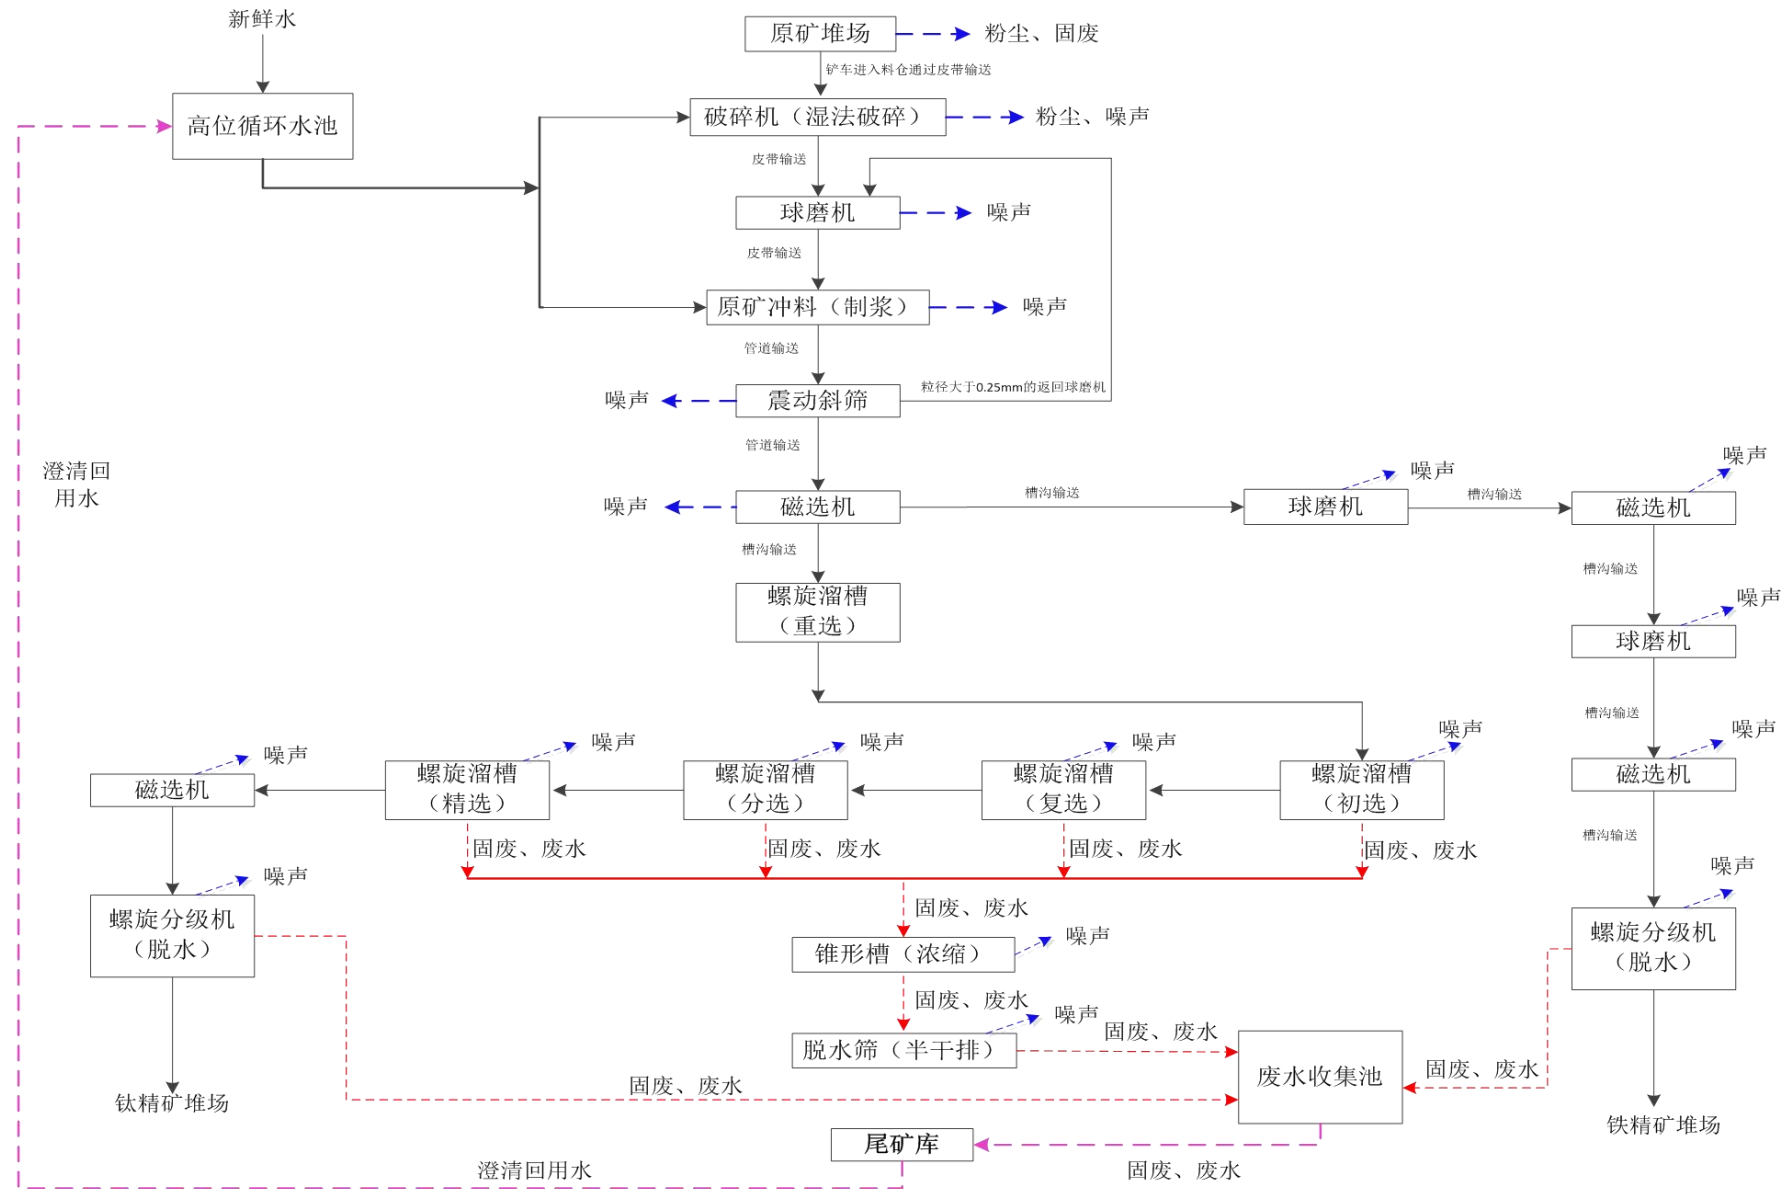 新鲜水
原矿堆场
粉尘、固废
铲车进入料仓通过皮带输送
高位循环水池
破碎机（湿法破碎）
粉尘、噪声
皮带输送
球磨机
噪声
皮带输送
原矿冲料（制浆）
噪声
管道输送
噪声
震动斜筛
粒径大于0.25mm的返回球磨机
管道输送
澄清回
用水
噪声
磁选机
槽沟输送
球磨机
噪声
槽沟输送
磁选机
噪声
槽沟输送
螺旋溜槽
（重选）
槽沟输送
球磨机
噪声
槽沟输送
磁选机
噪声
螺旋溜槽
（精选）
噪声
螺旋溜槽
（分选）
噪声
螺旋溜槽
（复选）
噪声
螺旋溜槽
（初选）
噪声
磁选机
噪声
固废、废水
固废、废水
固废、废水
固废、废水
槽沟输送
螺旋分级机
（脱水）
噪声
固废、废水
锥形槽（浓缩）
噪声
螺旋分级机
（脱水）
噪声
固废、废水
脱水筛（半干排）
噪声
固废、废水
废水收集池
固废、废水
固废、废水
钛精矿堆场
铁精矿堆场
尾矿库
澄清回用水
固废、废水